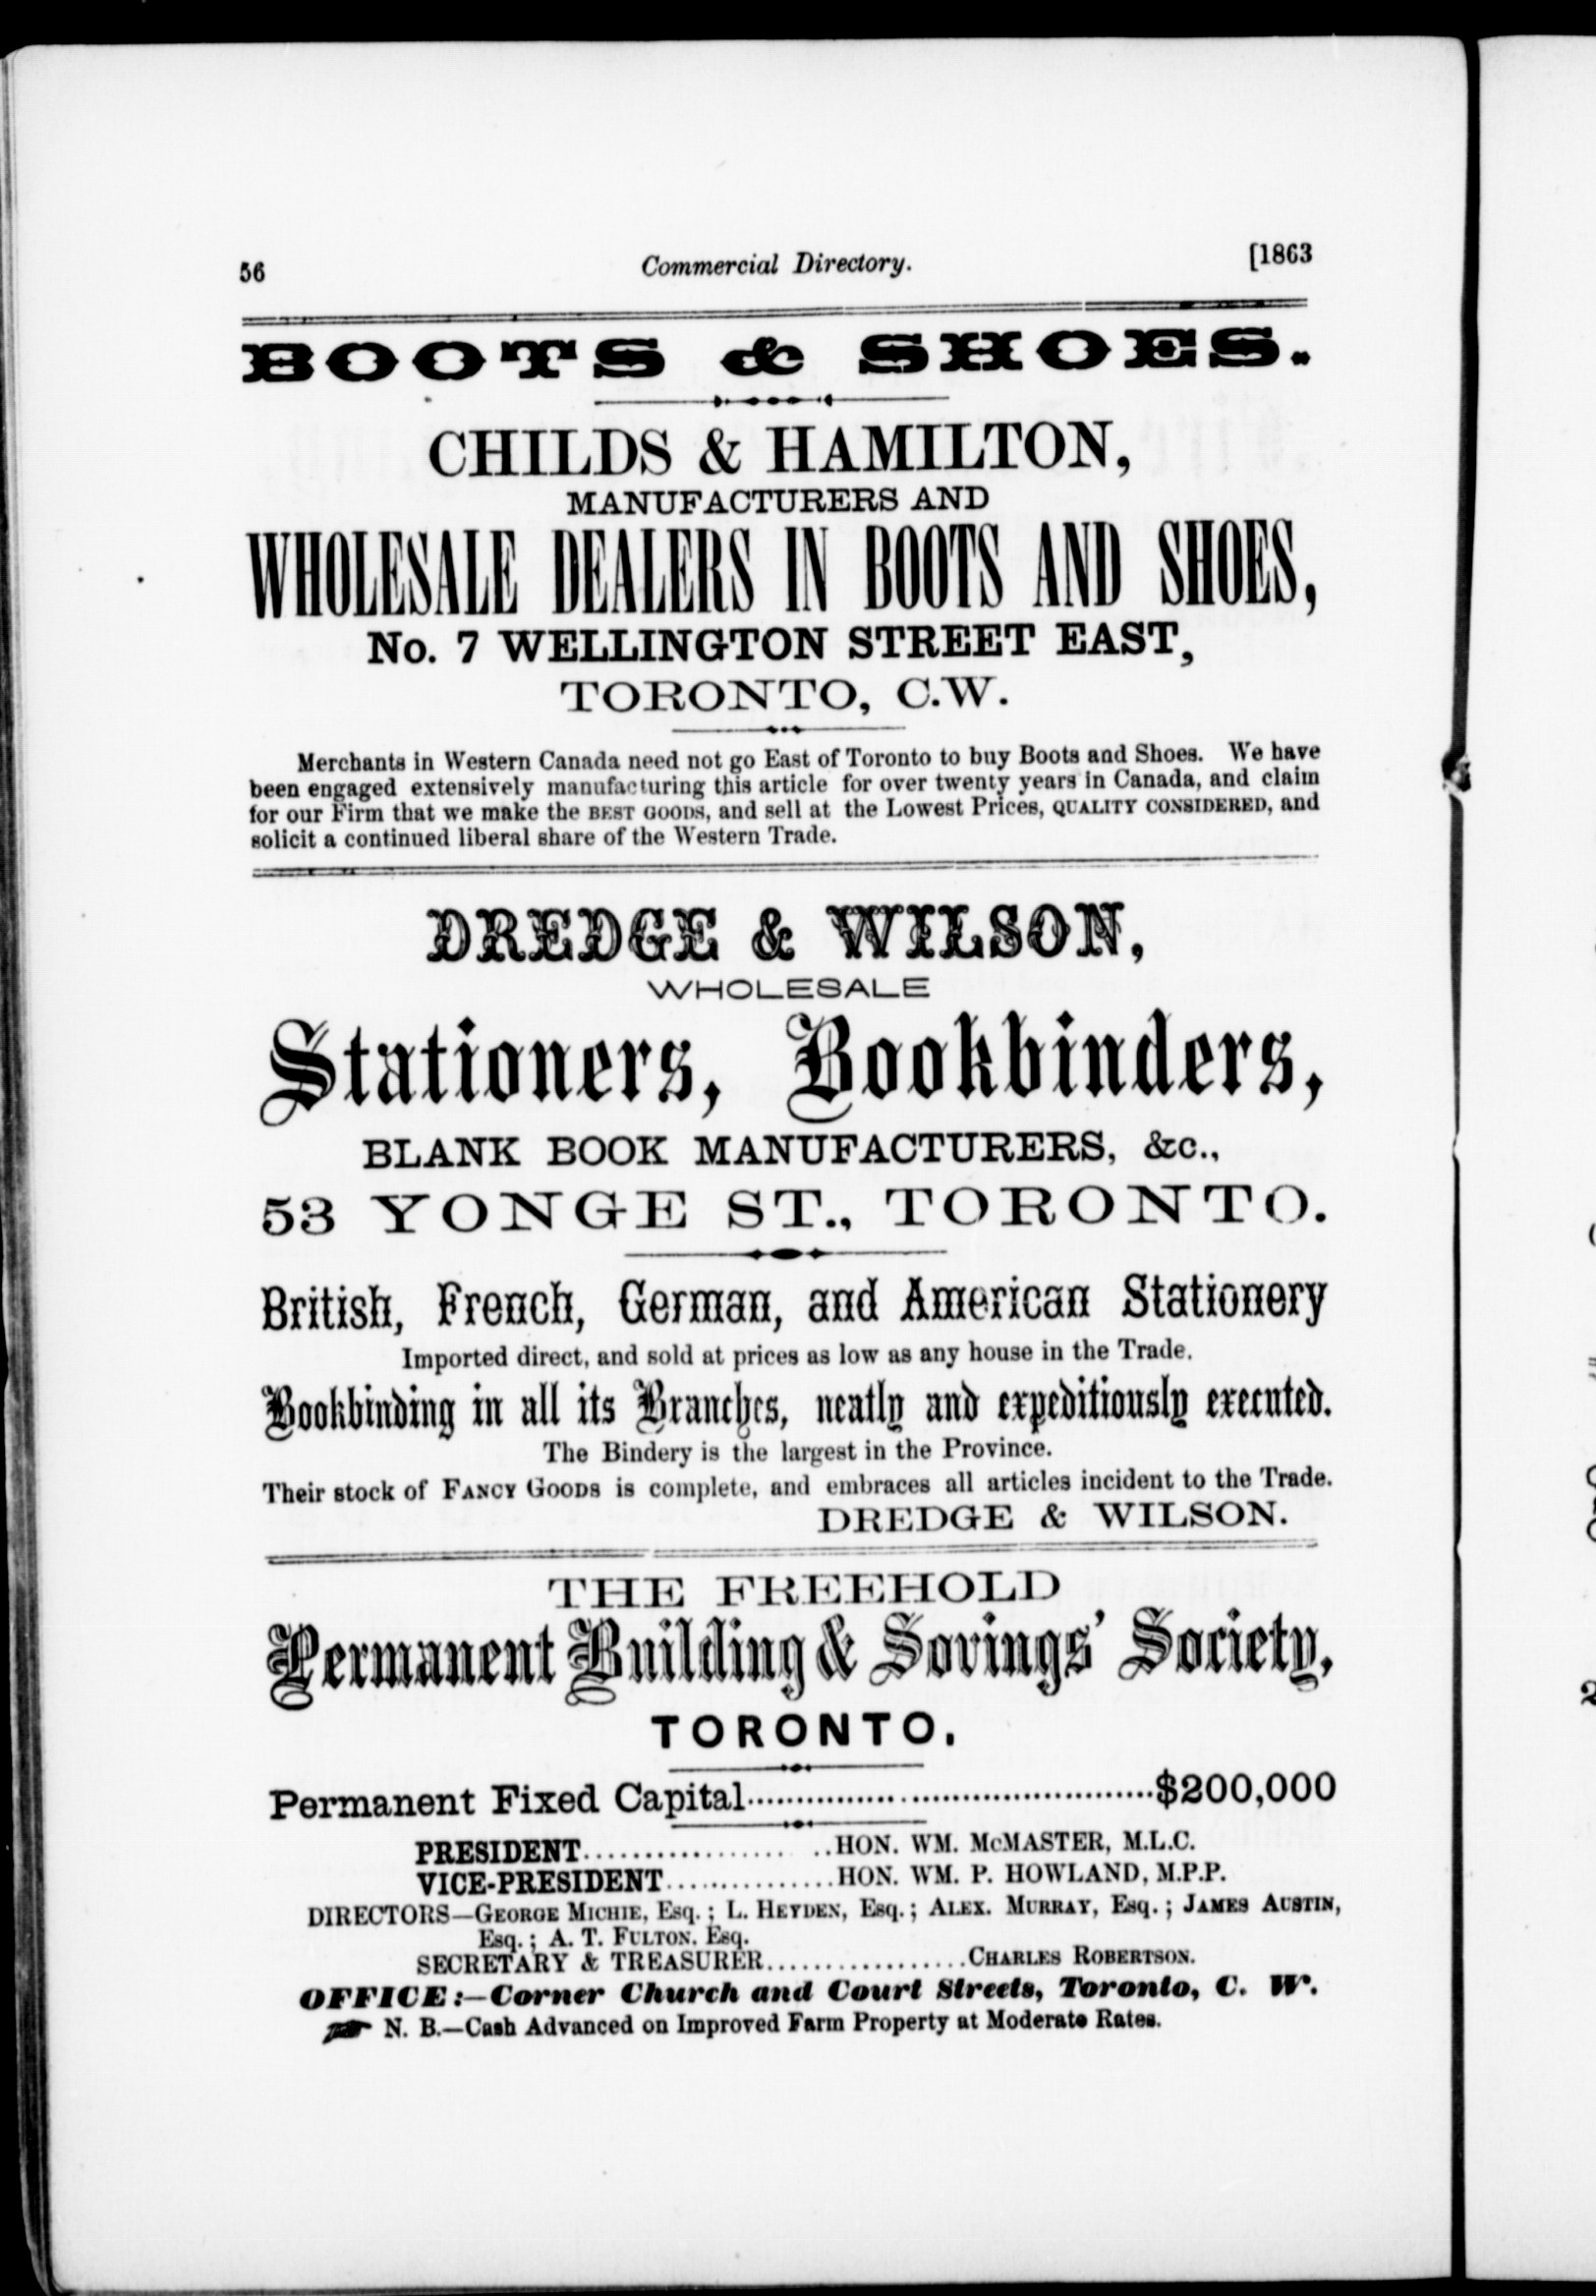 56 Commercial Directory. [1863
BOOTS & SHOES.
CHILDS & HAMILTON,
MANUFACTURERS AND
WHOLESALE DEALERS IN BOOTS AND SHOES,
No. 7 WELLINGTON STREET EAST,
TORONTO, C.W.
Merchants in Western Canada need not go East of Toronto to buy Boots and Shoes. We have
been engaged extensively manufacturing this article for over twenty years in Canada, and claim
for our Firm that we make the BEST GOODS, and sell at the Lowest Prices, QUALITY CONSIDERED, and
solicit a continued liberal share of the Western Trade.
DREDGE & WILSON,
WHOLESALE
Stationers, Bookbinders,
BLANK BOOK MANUFACTURERS, &c.,
53 YONGE ST., TORONTO.
British, French, German, and American Stationery
Imported direct, and sold at prices as low as any house in the Trade.
Bookbinding in all its Branches, neatly and expeditiously executed.
The Bindery is the largest in the Province.
Their stock of FANCY GOODS is complete, and embraces all articles incident to the Trade.
DREDGE & WILSON.
THE FREEHOLD
Permanent Building & Savings' Society,
TORONTO.
Permanent Fixed Capital........................................$200,000
PRESIDENT.................. ..HON. WM. McMASTER, M.L.C.
VICE-PRESIDENT...............HON. WM. P. HOWLAND, M.P.P.
DIRECTORS—GEORGE MICHIE, Esq.; L. HEYDEN, Esq.; ALEX. MURRAY, Esq.; JAMES AUSTIN,
Esq.; A. T. FULTON, Esq.
SECRETARY & TREASURER.................CHARLES ROBERTSON.
OFFICE:—Corner Church and Court Streets, Toronto, C. W.
☞ N. B.—Cash Advanced on Improved Farm Property at Moderate Rates.